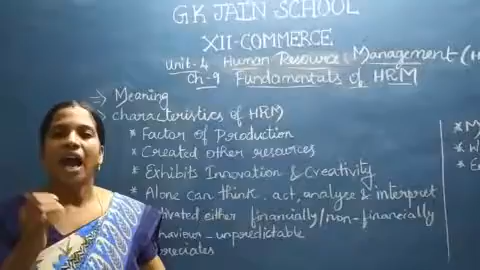 G.K JAIN SCHOOL
XII-COMMERCE
Unit-4 Human Resource Management (H
Ch-9 Fundamentals of HRM
→ Meaning
characteristics of HRM
* Factor of Production
* Created other resources
* Exhibits Innovation & Creativity
* Alone can think, act, analyse & interpret
financially/non-financially
unpredictable
* M
* W
* E